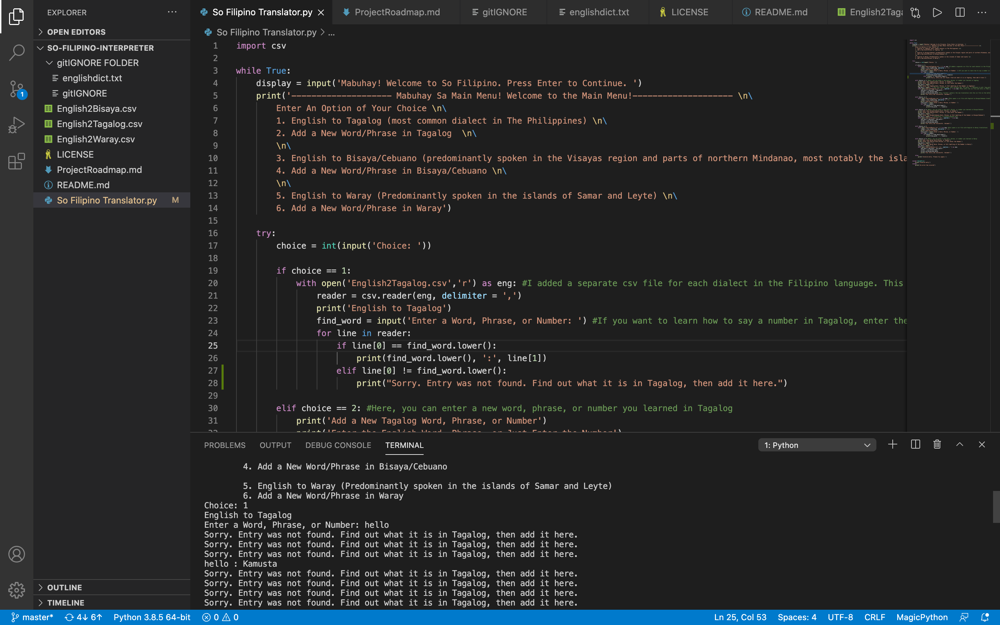 EXPLORER
OPEN EDITORS
SO-FILIPINO-INTERPRETER
gitIGNORE FOLDER
englishdict.txt
gitIGNORE
English2Bisaya.csv
English2Tagalog.csv
English2Waray.csv
LICENSE
ProjectRoadmap.md
README.md
So Filipino Translator.py M
1
OUTLINE
TIMELINE
So Filipino Translator.py ProjectRoadmap.md gitIGNORE englishdict.txt LICENSE README.md English2Taga
So Filipino Translator.py > ...
1 import csv
2
3 while True:
4 display = input('Mabuhay! Welcome to So Filipino. Press Enter to Continue. ')
5 print('-------------------- Mabuhay Sa Main Menu! Welcome to the Main Menu!-------------------- \n\
6 Enter An Option of Your Choice \n\
7 1. English to Tagalog (most common dialect in The Philippines) \n\
8 2. Add a New Word/Phrase in Tagalog  \n\
9 \n\
10 3. English to Bisaya/Cebuano (predominantly spoken in the Visayas region and parts of northern Mindanao, most notably the isla
11 4. Add a New Word/Phrase in Bisaya/Cebuano \n\
12 \n\
13 5. English to Waray (Predominantly spoken in the islands of Samar and Leyte) \n\
14 6. Add a New Word/Phrase in Waray')
15
16 try:
17 choice = int(input('Choice: '))
18
19 if choice == 1:
20 with open('English2Tagalog.csv','r') as eng: #I added a separate csv file for each dialect in the Filipino language. This
21 reader = csv.reader(eng, delimiter = ',')
22 print('English to Tagalog')
23 find_word = input('Enter a Word, Phrase, or Number: ') #If you want to learn how to say a number in Tagalog, enter the
24 for line in reader:
25 if line[0] == find_word.lower():
26 print(find_word.lower(), ':', line[1])
27 elif line[0] != find_word.lower():
28 print("Sorry. Entry was not found. Find out what it is in Tagalog, then add it here.")
29
30 elif choice == 2: #Here, you can enter a new word, phrase, or number you learned in Tagalog
31 print('Add a New Tagalog Word, Phrase, or Number')
32 print('Enter the English Word, Phrase, or Just Enter the Number')
PROBLEMS OUTPUT DEBUG CONSOLE TERMINAL 1: Python
4. Add a New Word/Phrase in Bisaya/Cebuano
5. English to Waray (Predominantly spoken in the islands of Samar and Leyte)
6. Add a New Word/Phrase in Waray
Choice: 1
English to Tagalog
Enter a Word, Phrase, or Number: hello
Sorry. Entry was not found. Find out what it is in Tagalog, then add it here.
Sorry. Entry was not found. Find out what it is in Tagalog, then add it here.
Sorry. Entry was not found. Find out what it is in Tagalog, then add it here.
hello : Kamusta
Sorry. Entry was not found. Find out what it is in Tagalog, then add it here.
Sorry. Entry was not found. Find out what it is in Tagalog, then add it here.
Sorry. Entry was not found. Find out what it is in Tagalog, then add it here.
Sorry. Entry was not found. Find out what it is in Tagalog, then add it here.
master* 4↓ 6↑ Python 3.8.5 64-bit 0 0 Ln 25, Col 53 Spaces: 4 UTF-8 CRLF MagicPython